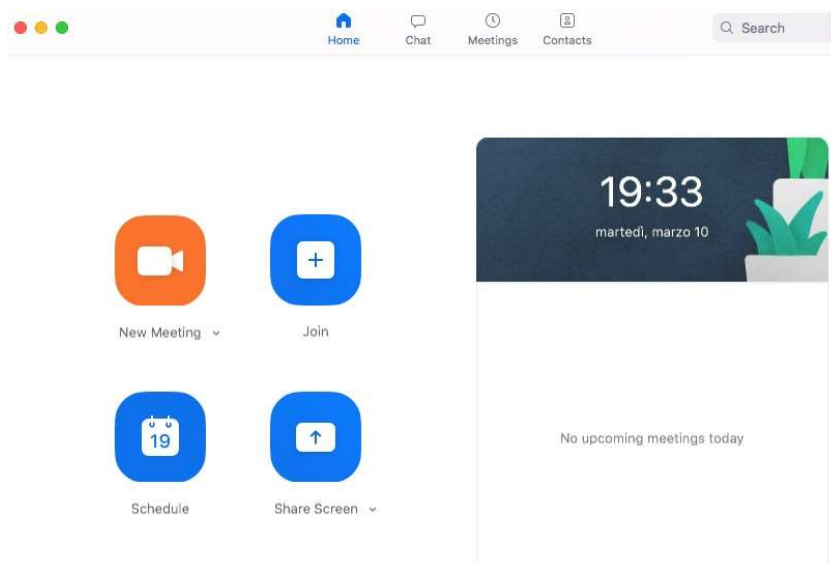 Home
Chat
Meetings
Contacts
Search
19:33
martedì, marzo 10
New Meeting
Join
19
Schedule
Share Screen
No upcoming meetings today